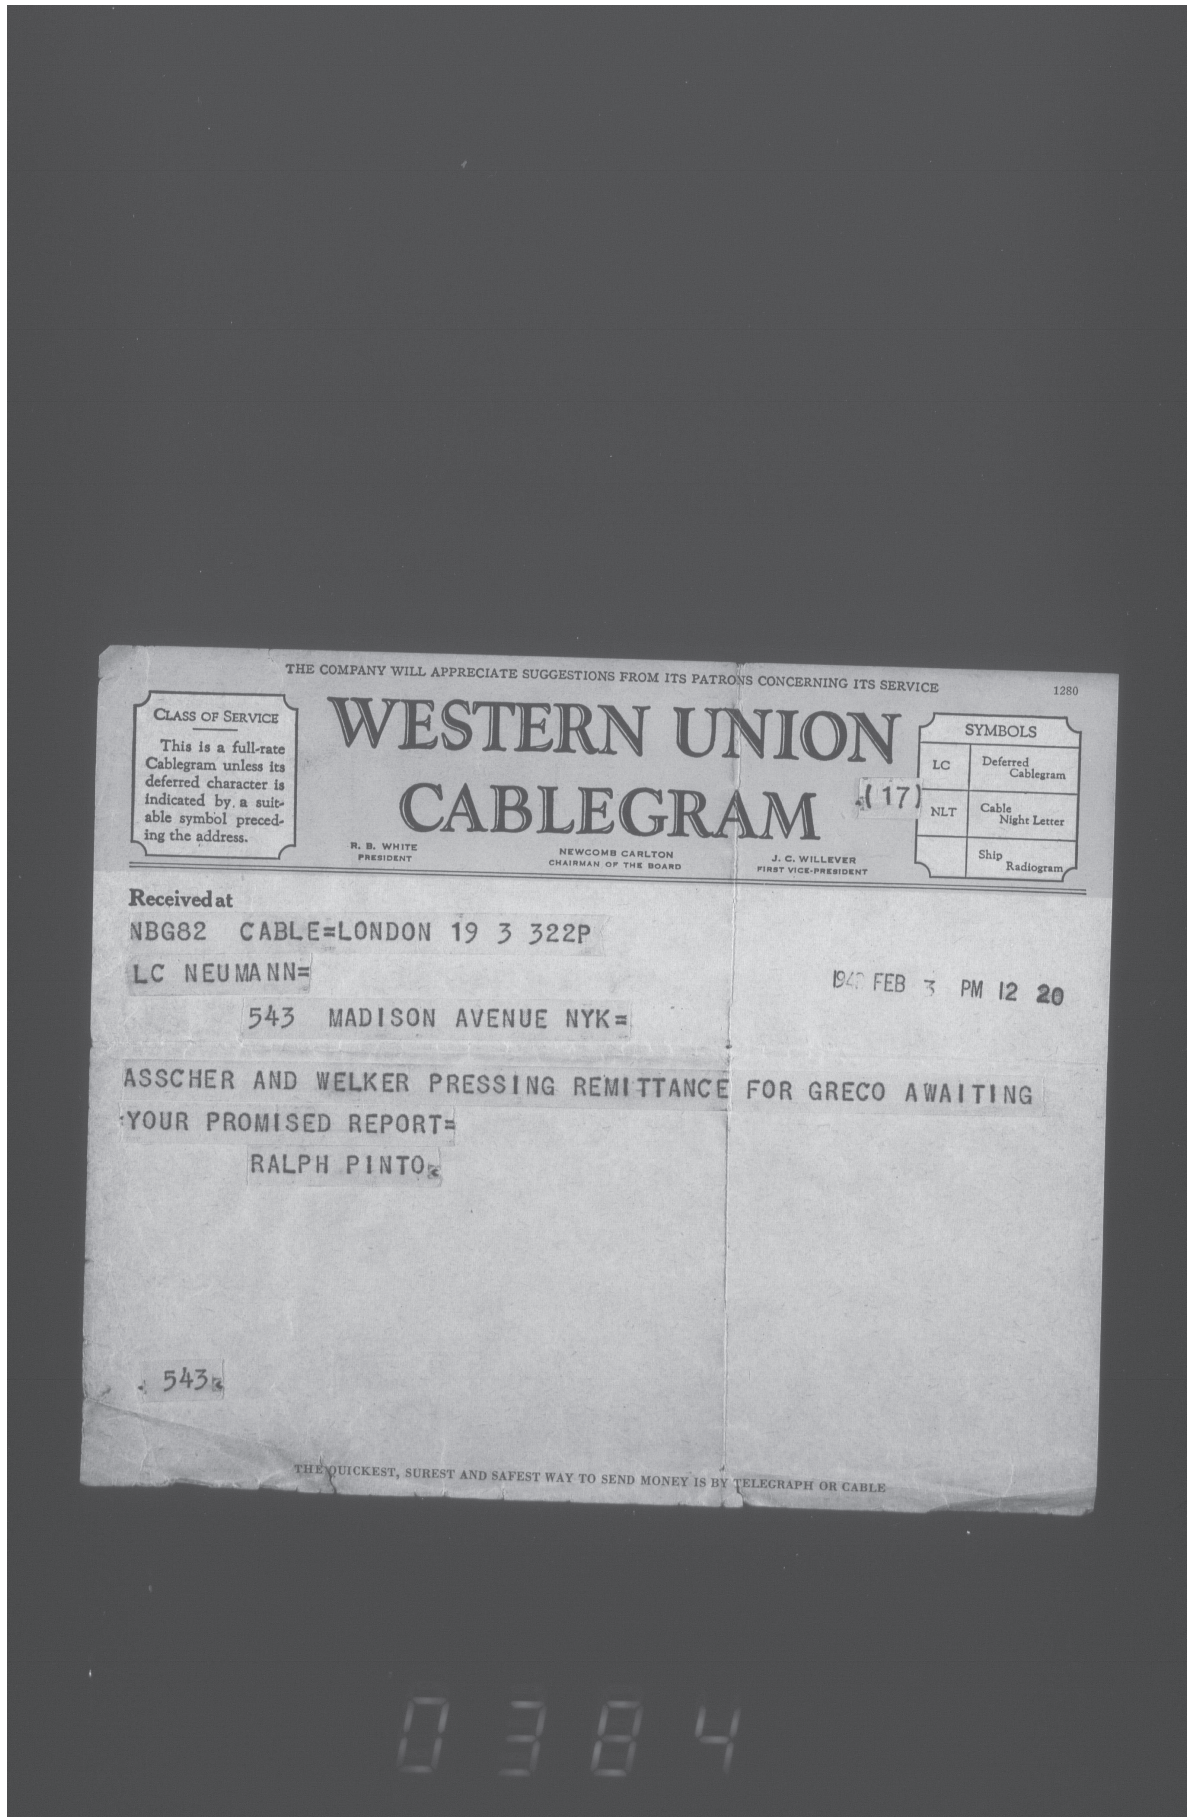 THE COMPANY WILL APPRECIATE SUGGESTIONS FROM ITS PATRONS CONCERNING ITS SERVICE
1280
CLASS OF SERVICE
This is a full-rate
Cablegram unless its
deferred character is
indicated by a suit-
able symbol preced-
ing the address.
WESTERN UNION
CABLEGRAM
(17)
R. B. WHITE
PRESIDENT
NEWCOMB CARLTON
CHAIRMAN OF THE BOARD
J. C. WILLEVER
FIRST VICE-PRESIDENT
SYMBOLS
LC Deferred Cablegram
NLT Cable Night Letter
Ship Radiogram
Received at
NBG82 CABLE=LONDON 19 3 322P
LC NEUMANN=
FEB 3 PM 12 20
543 MADISON AVENUE NYK=
ASSCHER AND WELKER PRESSING REMITTANCE FOR GRECO AWAITING
YOUR PROMISED REPORT=
RALPH PINTO.
543.
THE QUICKEST, SUREST AND SAFEST WAY TO SEND MONEY IS BY TELEGRAPH OR CABLE
0384